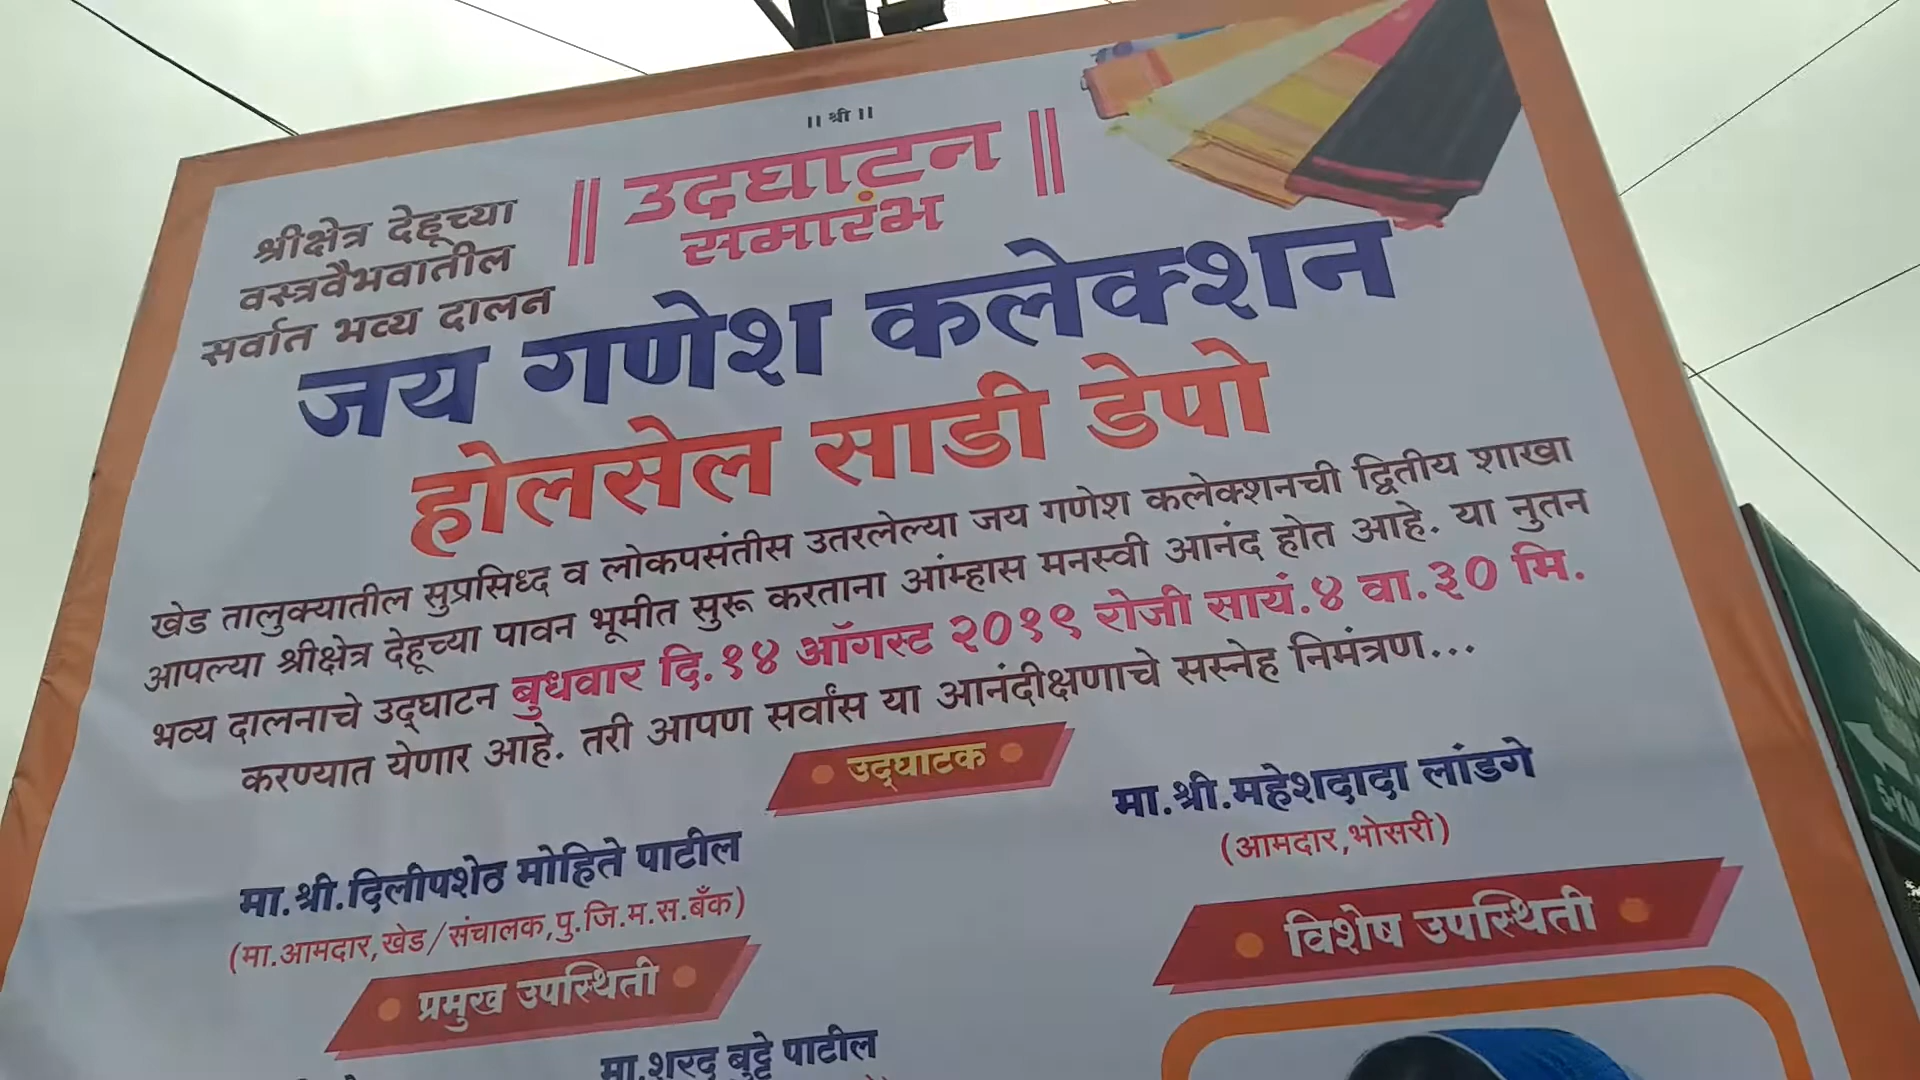 ॥ श्री ॥
॥ उद्घाटन ॥
समारंभ
श्रीक्षेत्र देहूच्या
वस्त्रवैभवातील
सर्वात भव्य दालन
जय गणेश कलेक्शन
होलसेल साडी डेपो
खेड तालुक्यातील सुप्रसिध्द व लोकपसंतीस उतरलेल्या जय गणेश कलेक्शनची द्वितीय शाखा
आपल्या श्रीक्षेत्र देहूच्या पावन भूमीत सुरू करताना आंम्हास मनस्वी आनंद होत आहे. या नुतन
भव्य दालनाचे उद्घाटन बुधवार दि.१४ ऑगस्ट २०१९ रोजी सायं.४ वा.३० मि.
करण्यात येणार आहे. तरी आपण सर्वांस या आनंदीक्षणाचे सस्नेह निमंत्रण...
उद्घाटक
मा.श्री.दिलीपशेठ मोहिते पाटील
(मा.आमदार,खेड/संचालक,पु.जि.म.स.बँक)
मा.श्री.महेशदादा लांडगे
(आमदार,भोसरी)
प्रमुख उपस्थिती
विशेष उपस्थिती
मा.शरद बुट्टे पाटील